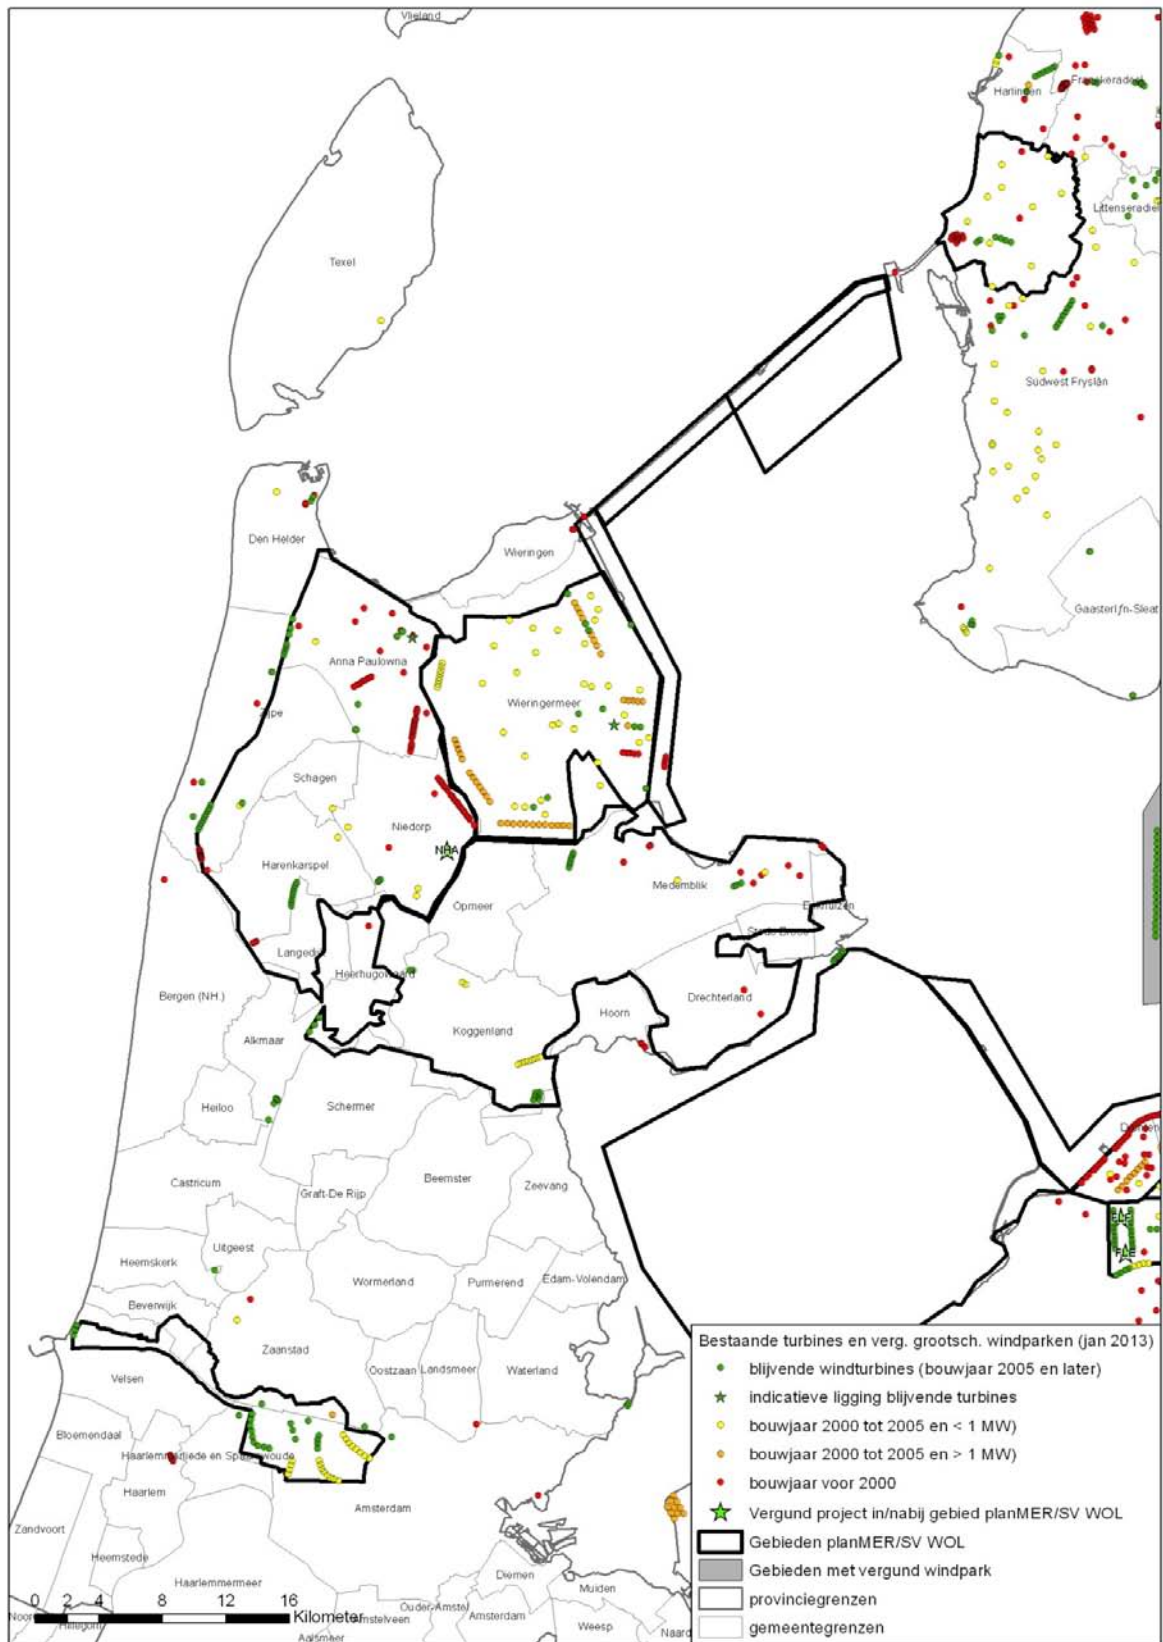 Vlieland
Harlingen
Franekeradeel
Littenseradiel
Texel
Súdwest Fryslân
Den Helder
Wieringen
Gaasterlân-Sleat
Anna Paulowna
Wieringermeer
Zijpe
Schagen
Niedorp
NHA
Harenkarspel
Medemblik
Opmeer
Enkhuizen
Stede Broec
Langedijk
Heerhugowaard
Bergen (NH.)
Drechterland
Hoorn
Koggenland
Alkmaar
Heiloo
Schermer
Castricum
Beemster
Graft-De Rijp
Zeevang
FLE
FLE
Uitgeest
Heemskerk
Wormerland
Purmerend
Edam-Volendam
Beverwijk
Zaanstad
Oostzaan
Landsmeer
Waterland
Velsen
Bloemendaal
Haarlemmerliede en Spaarnwoude
Haarlem
Amsterdam
Zandvoort
Heemstede
Haarlemmermeer
Diemen
Muiden
Ouder-Amstel
Amsterdam
Amstelveen
Weesp
Aalsmeer
Hillegom
0 2 4 8 12 16
Kilometer
Bestaande turbines en verg. grootsch. windparken (jan 2013)
blijvende windturbines (bouwjaar 2005 en later)
indicatieve ligging blijvende turbines
bouwjaar 2000 tot 2005 en < 1 MW)
bouwjaar 2000 tot 2005 en > 1 MW)
bouwjaar voor 2000
Vergund project in/nabij gebied planMER/SV WOL
Gebieden planMER/SV WOL
Gebieden met vergund windpark
provinciegrenzen
gemeentegrenzen